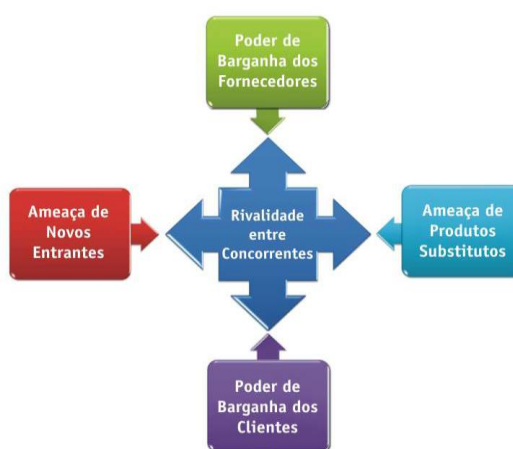 Poder de
Barganha dos
Fornecedores
Ameaça de
Novos
Entrantes
Rivalidade
entre
Concorrentes
Ameaça de
Produtos
Substitutos
Poder de
Barganha dos
Clientes